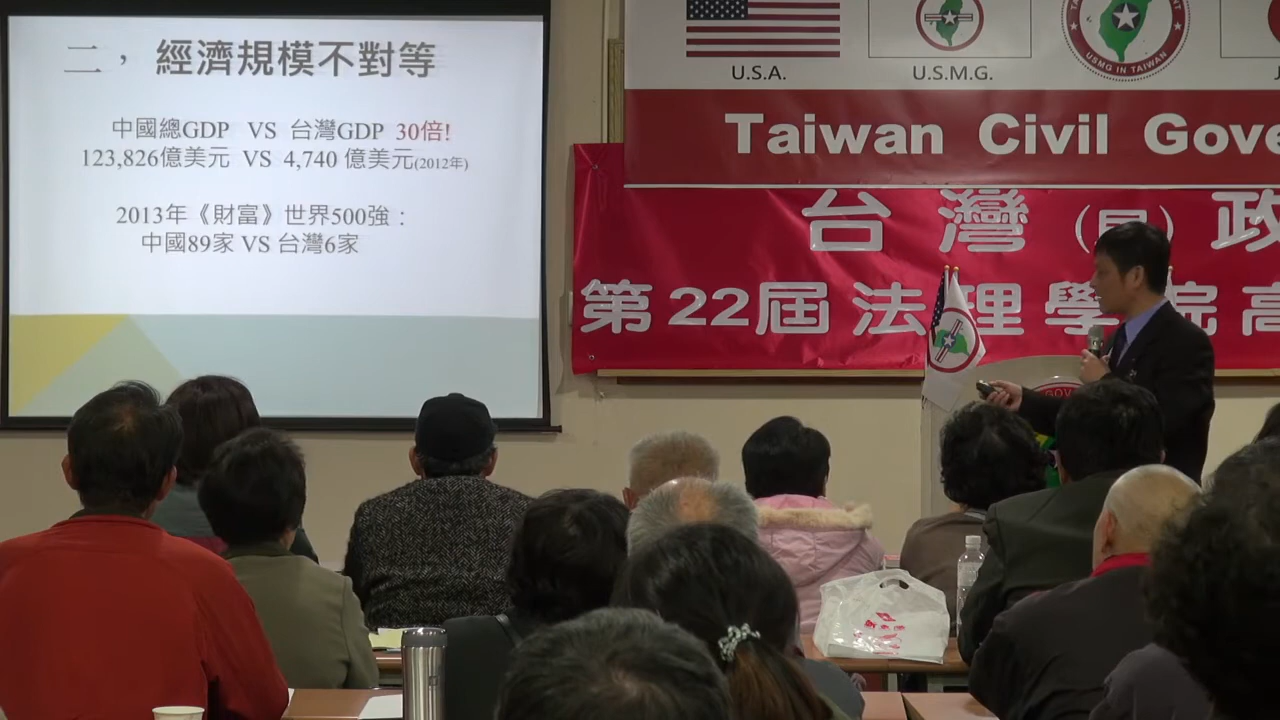 二， 經濟規模不對等
中國總GDP VS 台灣GDP 30倍!
123,826億美元 VS 4,740 億美元(2012年)
2013年《財富》世界500強：
中國89家 VS 台灣6家
U.S.A.
U.S.M.G.
USMG IN TAIWAN
Taiwan Civil Gove
台灣（民）政
第22屆法理學院高